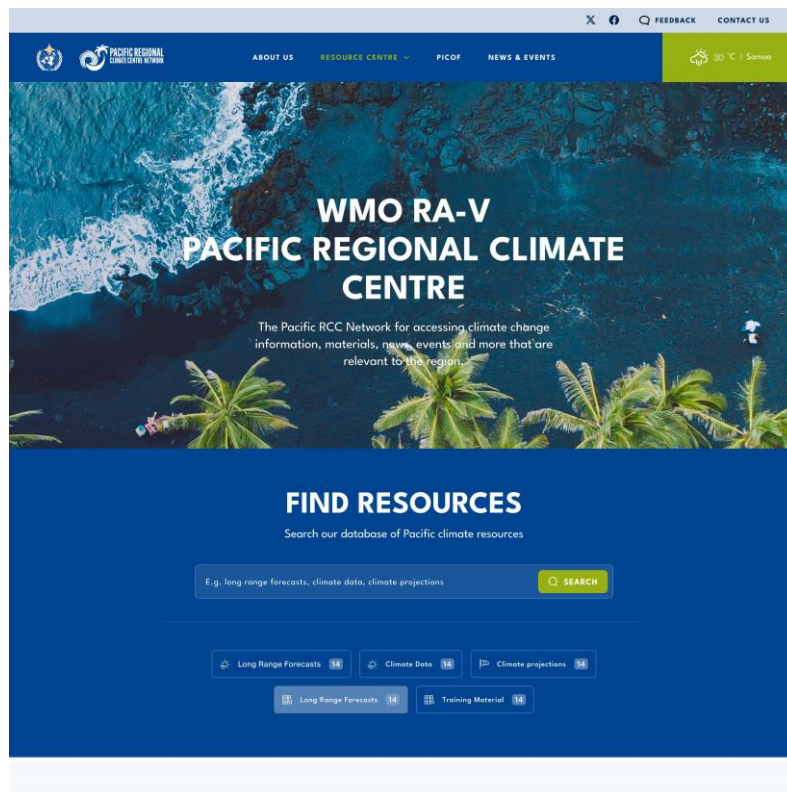 FEEDBACK CONTACT US
PACIFIC REGIONAL
CLIMATE CENTRE NETWORK
ABOUT US RESOURCE CENTRE PICOF NEWS & EVENTS
30 °C | Samoa
WMO RA-V
PACIFIC REGIONAL CLIMATE
CENTRE
The Pacific RCC Network for accessing climate change
information, materials, news, events and more that are
relevant to the region.
FIND RESOURCES
Search our database of Pacific climate resources
E.g. long range forecasts, climate data, climate projections
SEARCH
Long Range Forecasts 14 Climate Data 14 Climate projections 14
Long Range Forecasts 14 Training Material 14